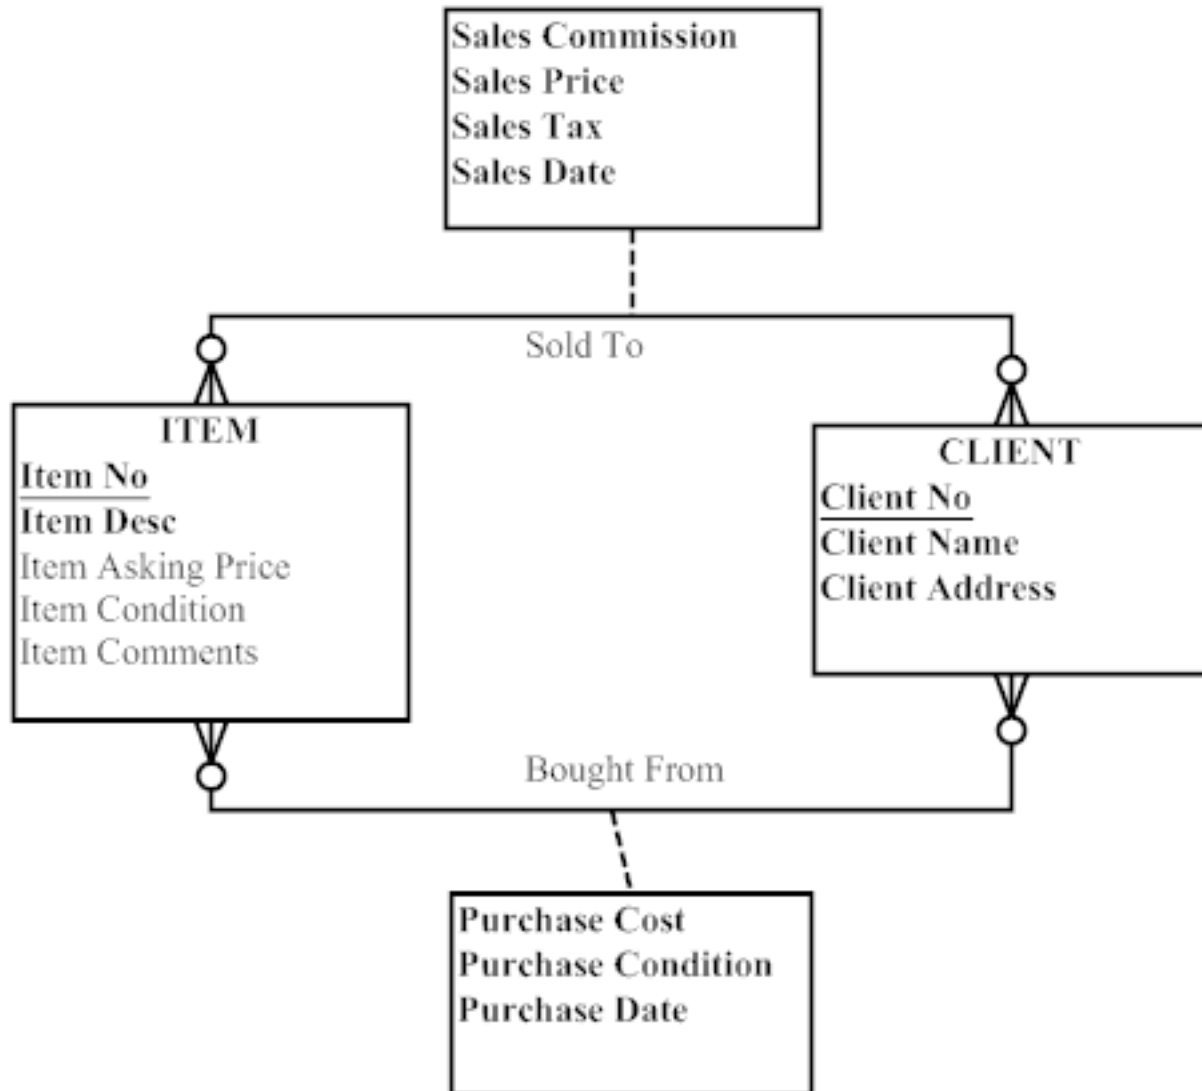 Sales Commission
Sales Price
Sales Tax
Sales Date
Sold To
ITEM
Item No
Item Desc
Item Asking Price
Item Condition
Item Comments
CLIENT
Client No
Client Name
Client Address
Bought From
Purchase Cost
Purchase Condition
Purchase Date